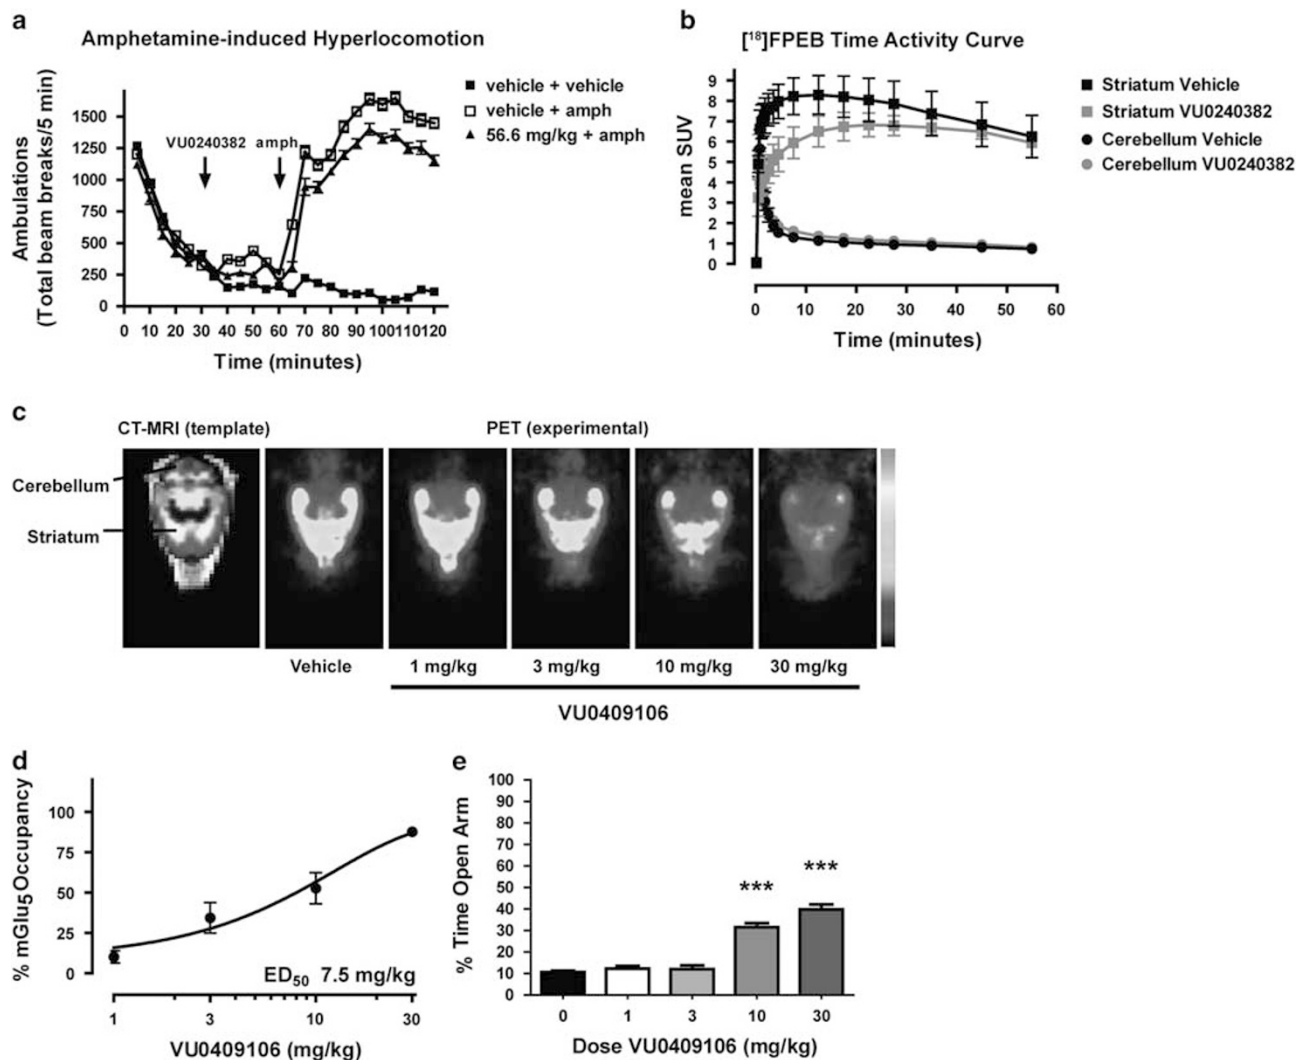 a
Amphetamine-induced Hyperlocomotion
Ambulations
(Total beam breaks/5 min)
1500
1250
1000
750
500
250
0
VU0240382 amph
0 10 20 30 40 50 60 70 80 90 100110120
Time (minutes)
vehicle + vehicle
vehicle + amph
56.6 mg/kg + amph
b
[¹⁸]FPEB Time Activity Curve
mean SUV
9
8
7
6
5
4
3
2
1
0
0 10 20 30 40 50 60
Time (minutes)
Striatum Vehicle
Striatum VU0240382
Cerebellum Vehicle
Cerebellum VU0240382
c
CT-MRI (template) PET (experimental)
Cerebellum
Striatum
Vehicle 1 mg/kg 3 mg/kg 10 mg/kg 30 mg/kg
VU0409106
d
% mGlu₅ Occupancy
100
75
50
25
0
ED₅₀ 7.5 mg/kg
1 3 10 30
VU0409106 (mg/kg)
e
% Time Open Arm
100
90
80
70
60
50
40
30
20
10
0
*** ***
0 1 3 10 30
Dose VU0409106 (mg/kg)